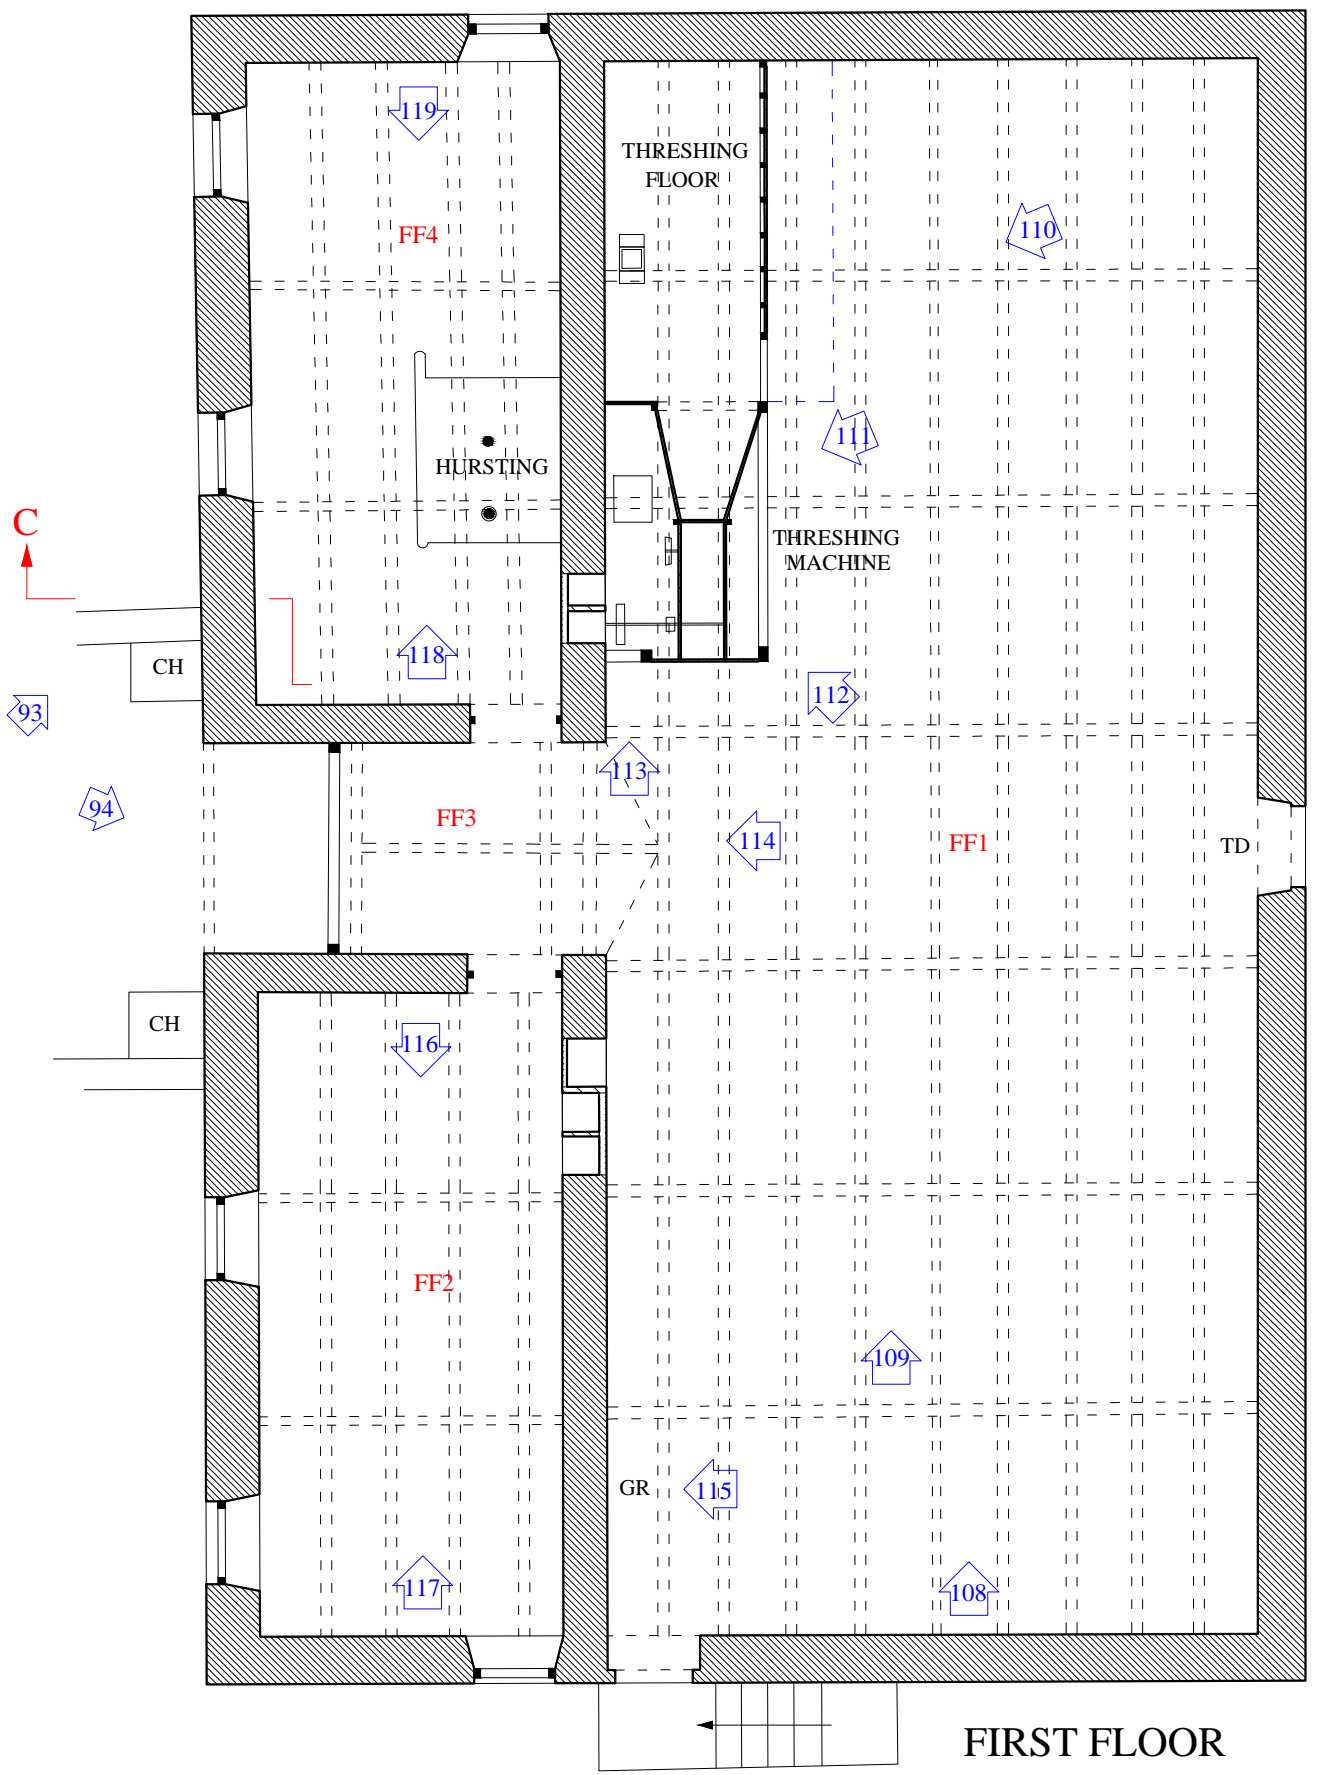 119
THRESHING
FLOOR
FF4
110
111
HURSTING
C
THRESHING
MACHINE
118
CH
112
93
113
94
FF3
114
FF1
TD
CH
116
FF2
109
GR
115
117
108
FIRST FLOOR